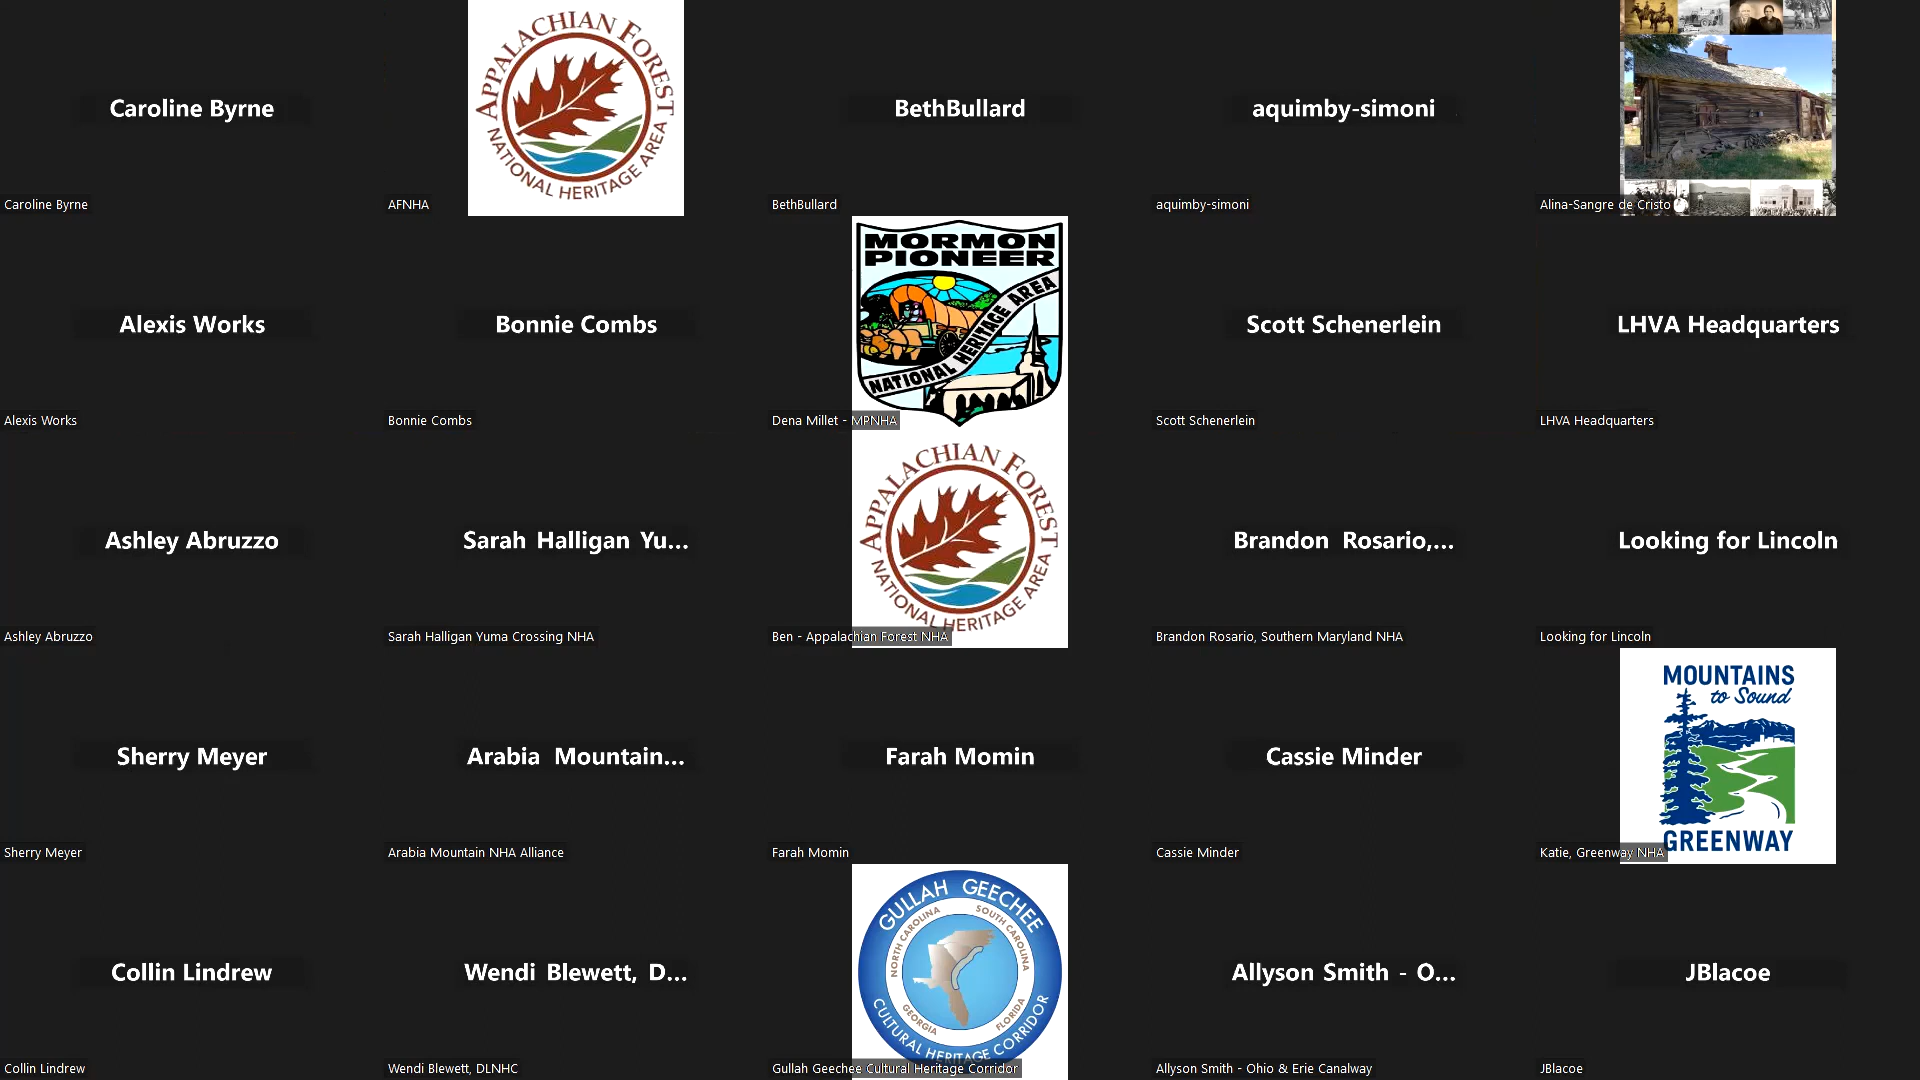 Caroline Byrne
Caroline Byrne
APPALACHIAN FOREST
NATIONAL HERITAGE AREA
AFNHA
BethBullard
BethBullard
aquimby-simoni
aquimby-simoni
Alina-Sangre de Cristo
Alexis Works
Alexis Works
Bonnie Combs
Bonnie Combs
MORMON
PIONEER
NATIONAL HERITAGE AREA
Dena Millet - MPNHA
Scott Schenerlein
Scott Schenerlein
LHVA Headquarters
LHVA Headquarters
Ashley Abruzzo
Ashley Abruzzo
Sarah Halligan Yu...
Sarah Halligan Yuma Crossing NHA
APPALACHIAN FOREST
NATIONAL HERITAGE AREA
Ben - Appalachian Forest NHA
Brandon Rosario,...
Brandon Rosario, Southern Maryland NHA
Looking for Lincoln
Looking for Lincoln
Sherry Meyer
Sherry Meyer
Arabia Mountain...
Arabia Mountain NHA Alliance
Farah Momin
Farah Momin
Cassie Minder
Cassie Minder
MOUNTAINS
to Sound
GREENWAY
Katie, Greenway NHA
Collin Lindrew
Collin Lindrew
Wendi Blewett, D...
Wendi Blewett, DLNHC
GULLAH GEECHEE
NORTH CAROLINA
SOUTH CAROLINA
GEORGIA
FLORIDA
CULTURAL HERITAGE CORRIDOR
Gullah Geechee Cultural Heritage Corridor
Allyson Smith - O...
Allyson Smith - Ohio & Erie Canalway
JBlacoe
JBlacoe